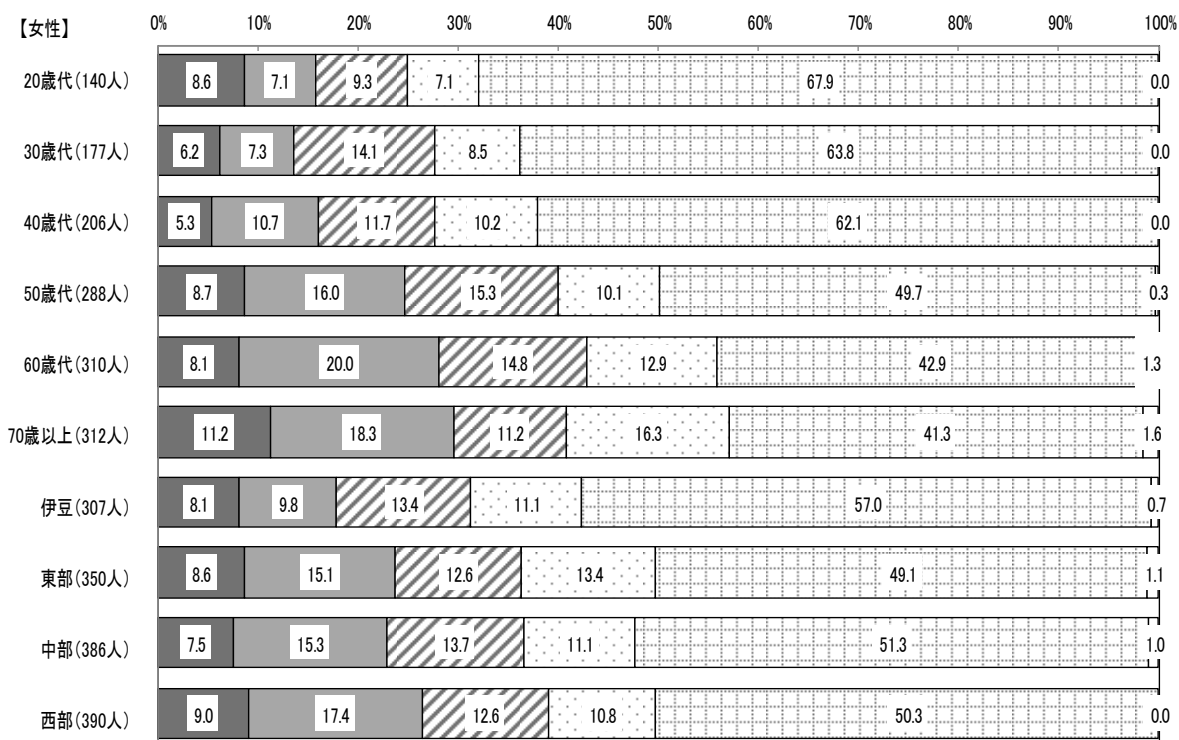 【女性】
0% 10% 20% 30% 40% 50% 60% 70% 80% 90% 100%
20歳代(140人) 8.6 7.1 9.3 7.1 67.9 0.0
30歳代(177人) 6.2 7.3 14.1 8.5 63.8 0.0
40歳代(206人) 5.3 10.7 11.7 10.2 62.1 0.0
50歳代(288人) 8.7 16.0 15.3 10.1 49.7 0.3
60歳代(310人) 8.1 20.0 14.8 12.9 42.9 1.3
70歳以上(312人) 11.2 18.3 11.2 16.3 41.3 1.6
伊豆(307人) 8.1 9.8 13.4 11.1 57.0 0.7
東部(350人) 8.6 15.1 12.6 13.4 49.1 1.1
中部(386人) 7.5 15.3 13.7 11.1 51.3 1.0
西部(390人) 9.0 17.4 12.6 10.8 50.3 0.0